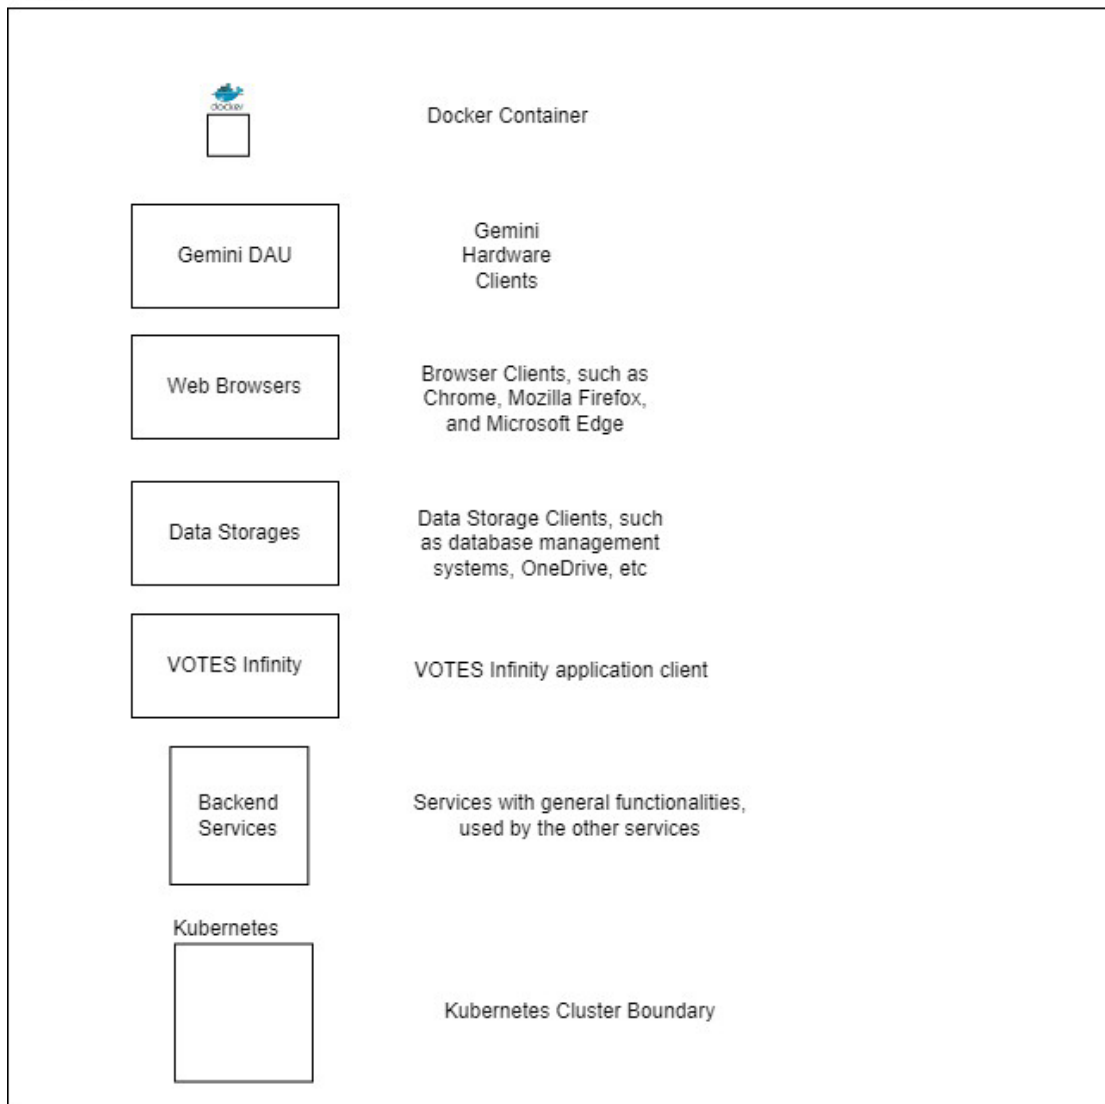 docker
Docker Container
Gemini DAU
Gemini
Hardware
Clients
Web Browsers
Browser Clients, such as
Chrome, Mozilla Firefox,
and Microsoft Edge
Data Storages
Data Storage Clients, such
as database management
systems, OneDrive, etc
VOTES Infinity
VOTES Infinity application client
Backend
Services
Services with general functionalities,
used by the other services
Kubernetes
Kubernetes Cluster Boundary